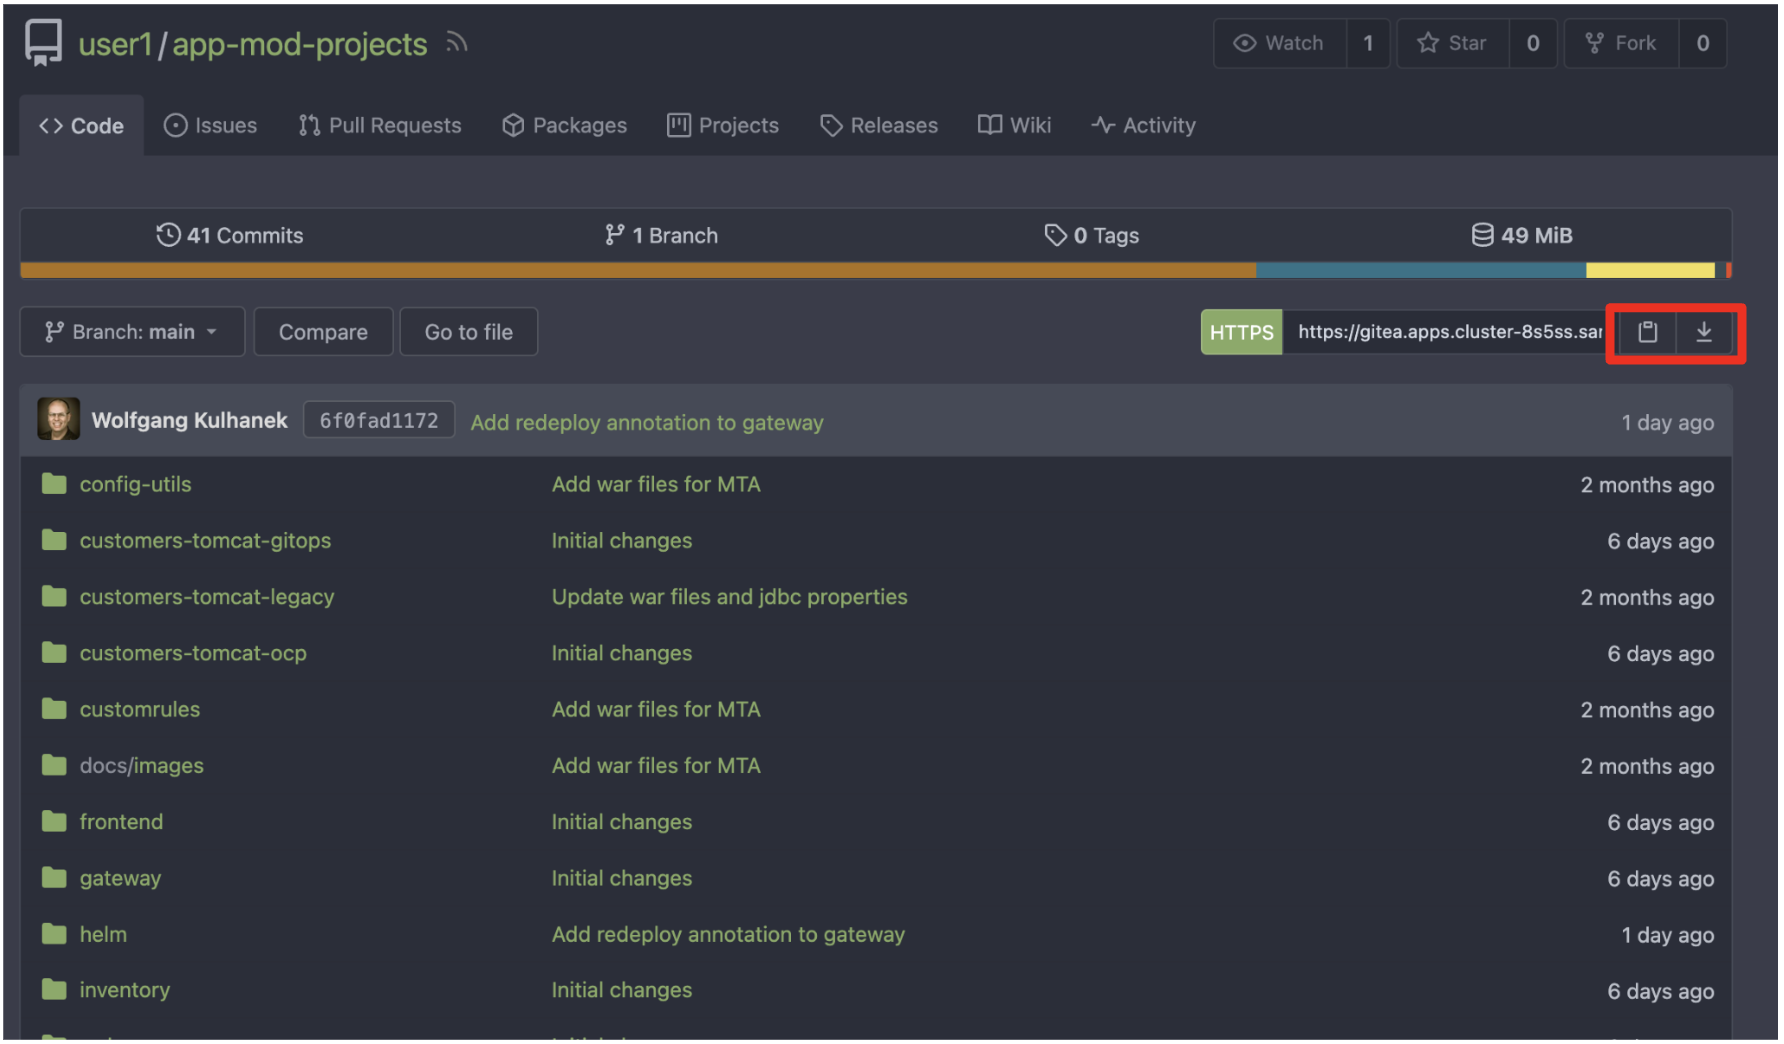 user1/app-mod-projects
Watch 1 Star 0 Fork 0
Code Issues Pull Requests Packages Projects Releases Wiki Activity
41 Commits 1 Branch 0 Tags 49 MiB
Branch: main Compare Go to file HTTPS https://gitea.apps.cluster-8s5ss.sar
Wolfgang Kulhanek 6f0fad1172 Add redeploy annotation to gateway 1 day ago
config-utils Add war files for MTA 2 months ago
customers-tomcat-gitops Initial changes 6 days ago
customers-tomcat-legacy Update war files and jdbc properties 2 months ago
customers-tomcat-ocp Initial changes 6 days ago
customrules Add war files for MTA 2 months ago
docs/images Add war files for MTA 2 months ago
frontend Initial changes 6 days ago
gateway Initial changes 6 days ago
helm Add redeploy annotation to gateway 1 day ago
inventory Initial changes 6 days ago